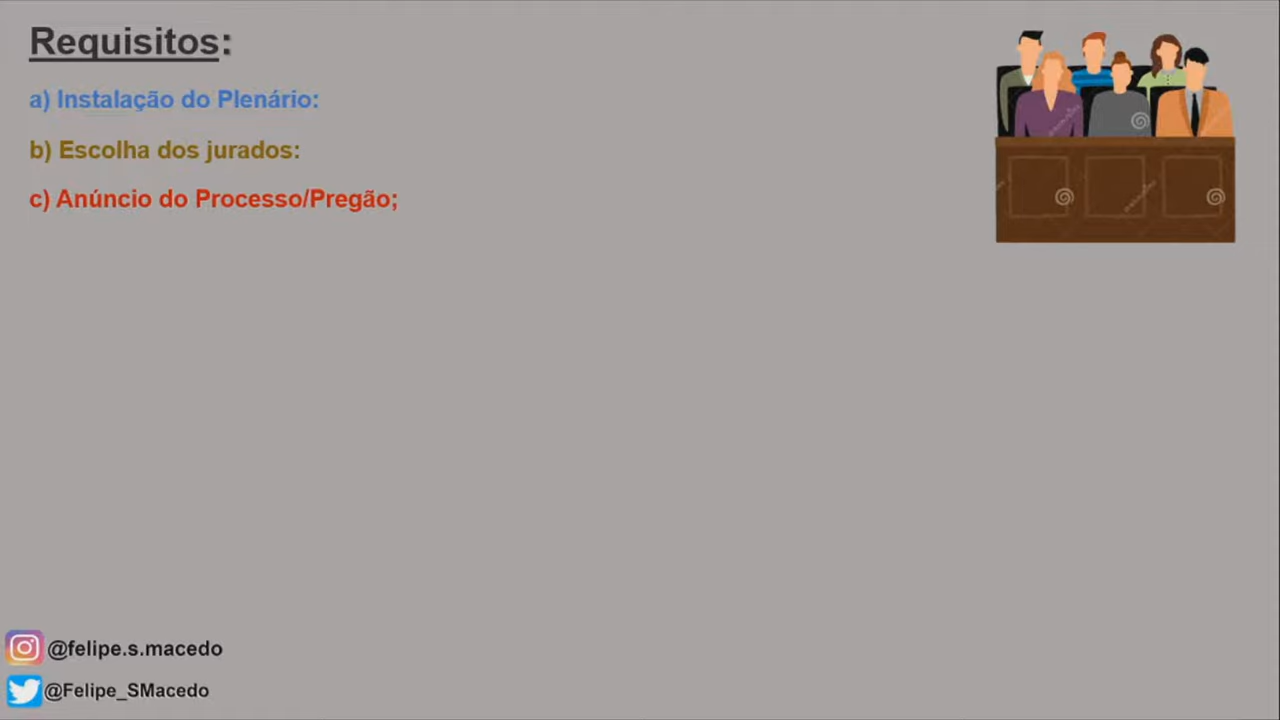 Requisitos:
a) Instalação do Plenário:
b) Escolha dos jurados:
c) Anúncio do Processo/Pregão;
@felipe.s.macedo
@Felipe_SMacedo